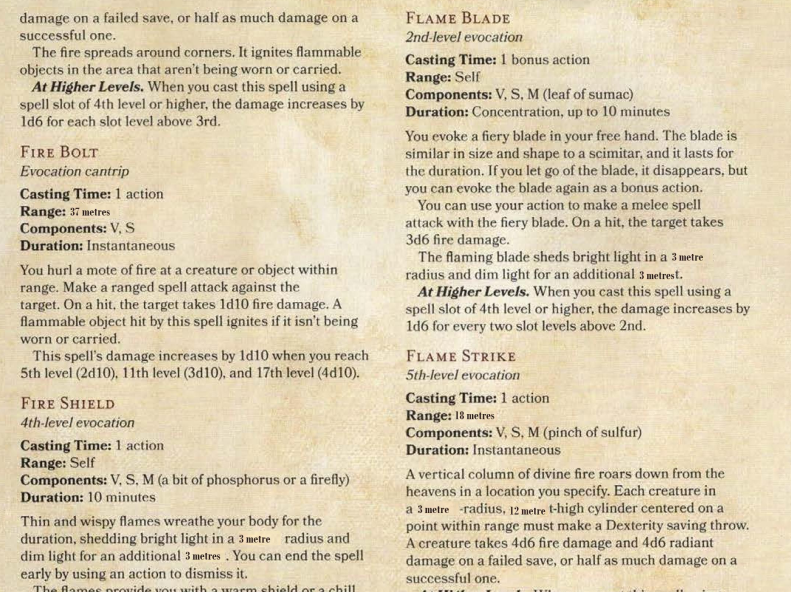 damage on a failed save, or half as much damage on a
successful one.
The fire spreads around corners. It ignites flammable
objects in the area that aren't being worn or carried.
At Higher Levels. When you cast this spell using a
spell slot of 4th level or higher, the damage increases by
1d6 for each slot level above 3rd.
FIRE BOLT
Evocation cantrip
Casting Time: 1 action
Range: 37 metres
Components: V, S
Duration: Instantaneous
You hurl a mote of fire at a creature or object within
range. Make a ranged spell attack against the
target. On a hit, the target takes 1d10 fire damage. A
flammable object hit by this spell ignites if it isn't being
worn or carried.
This spell's damage increases by 1d10 when you reach
5th level (2d10), 11th level (3d10), and 17th level (4d10).
FIRE SHIELD
4th-level evocation
Casting Time: 1 action
Range: Self
Components: V, S, M (a bit of phosphorus or a firefly)
Duration: 10 minutes
Thin and wispy flames wreathe your body for the
duration, shedding bright light in a 3 metre radius and
dim light for an additional 3 metres . You can end the spell
early by using an action to dismiss it.
The flames provide you with a warm shield or a chill
FLAME BLADE
2nd-level evocation
Casting Time: 1 bonus action
Range: Self
Components: V, S, M (leaf of sumac)
Duration: Concentration, up to 10 minutes
You evoke a fiery blade in your free hand. The blade is
similar in size and shape to a scimitar, and it lasts for
the duration. If you let go of the blade, it disappears, but
you can evoke the blade again as a bonus action.
You can use your action to make a melee spell
attack with the fiery blade. On a hit, the target takes
3d6 fire damage.
The flaming blade sheds bright light in a 3 metre
radius and dim light for an additional 3 metrest.
At Higher Levels. When you cast this spell using a
spell slot of 4th level or higher, the damage increases by
1d6 for every two slot levels above 2nd.
FLAME STRIKE
5th-level evocation
Casting Time: 1 action
Range: 18 metres
Components: V, S, M (pinch of sulfur)
Duration: Instantaneous
A vertical column of divine fire roars down from the
heavens in a location you specify. Each creature in
a 3 metre -radius, 12 metre t-high cylinder centered on a
point within range must make a Dexterity saving throw.
A creature takes 4d6 fire damage and 4d6 radiant
damage on a failed save, or half as much damage on a
successful one.